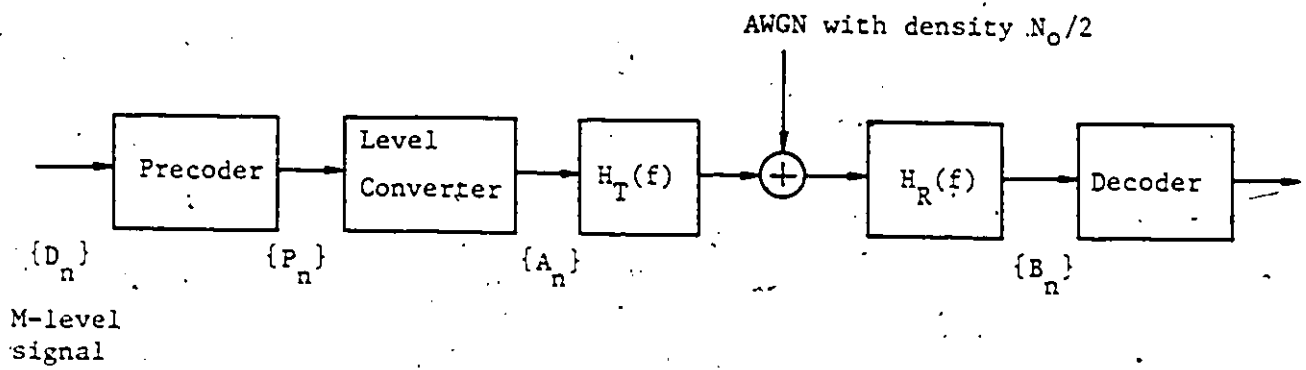 AWGN with density N_o/2
Precoder
Level
Converter
H_T(f)
+
H_R(f)
Decoder
{D_n}
{P_n}
{A_n}
{B_n}
M-level
signal